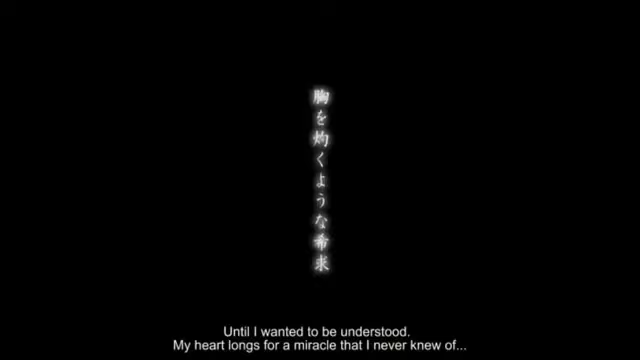 胸を灼くような希求
Until I wanted to be understood.
My heart longs for a miracle that I never knew of...